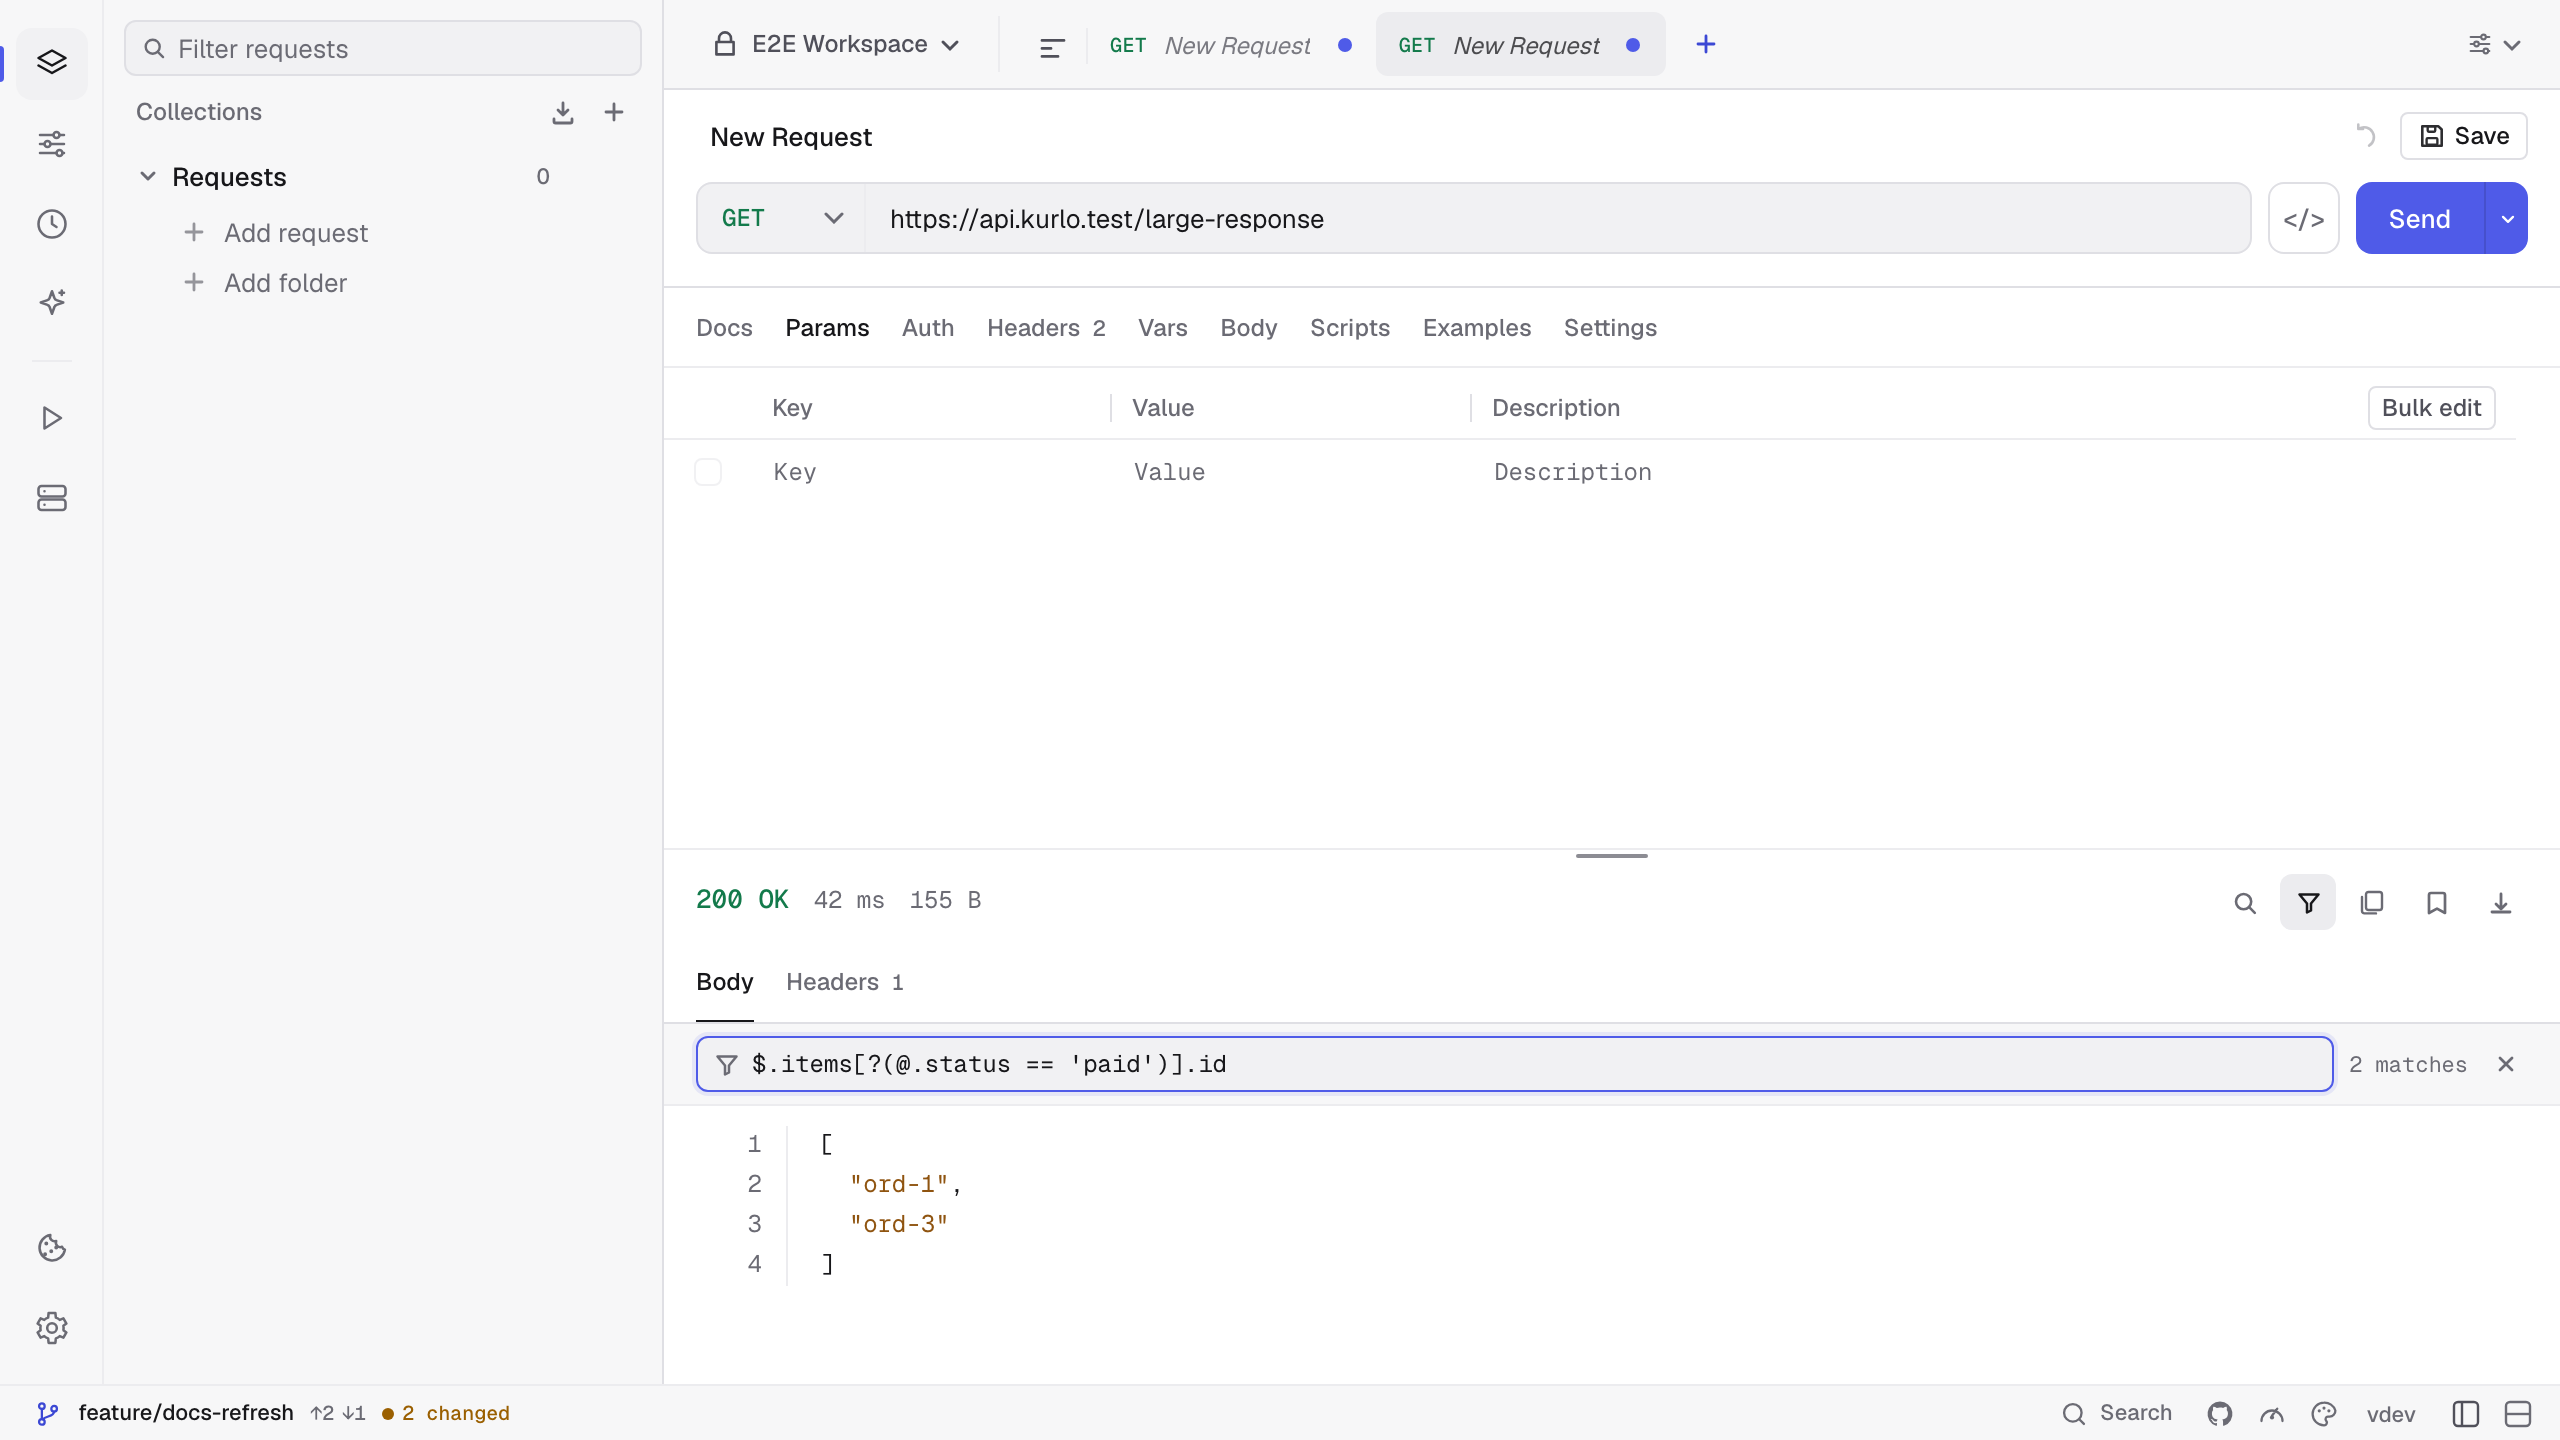 Filter requests
Collections
Requests 0
Add request
Add folder
E2E Workspace
GET New Request
GET New Request
New Request
Save
GET https://api.kurlo.test/large-response
</>
Send
Docs Params Auth Headers 2 Vars Body Scripts Examples Settings
Key Value Description Bulk edit
Key Value Description
200 OK 42 ms 155 B
Body Headers 1
$.items[?(@.status == 'paid')].id 2 matches
1 [
2 "ord-1",
3 "ord-3"
4 ]
feature/docs-refresh ↑2 ↓1 2 changed
Search vdev